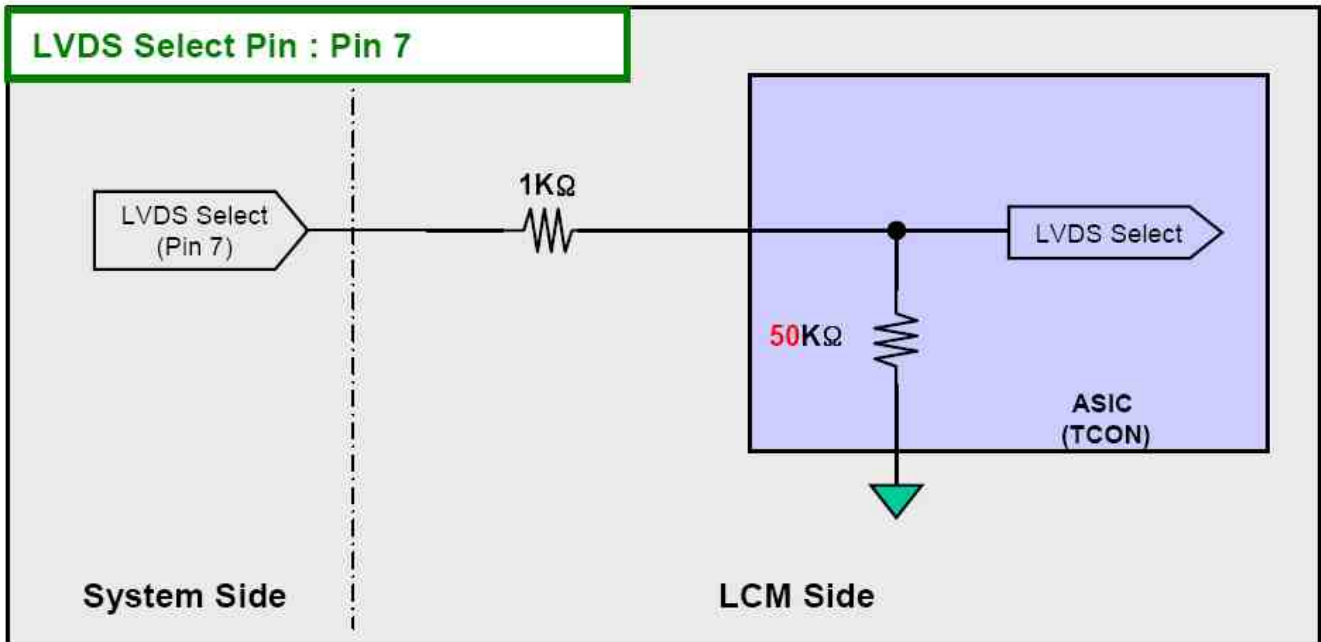 LVDS Select Pin : Pin 7
1KΩ
LVDS Select
(Pin 7)
LVDS Select
50KΩ
ASIC
(TCON)
System Side
LCM Side